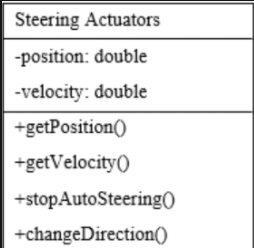 Steering Actuators
-position: double
-velocity: double
+getPosition()
+getVelocity()
+stopAutoSteering()
+changeDirection()